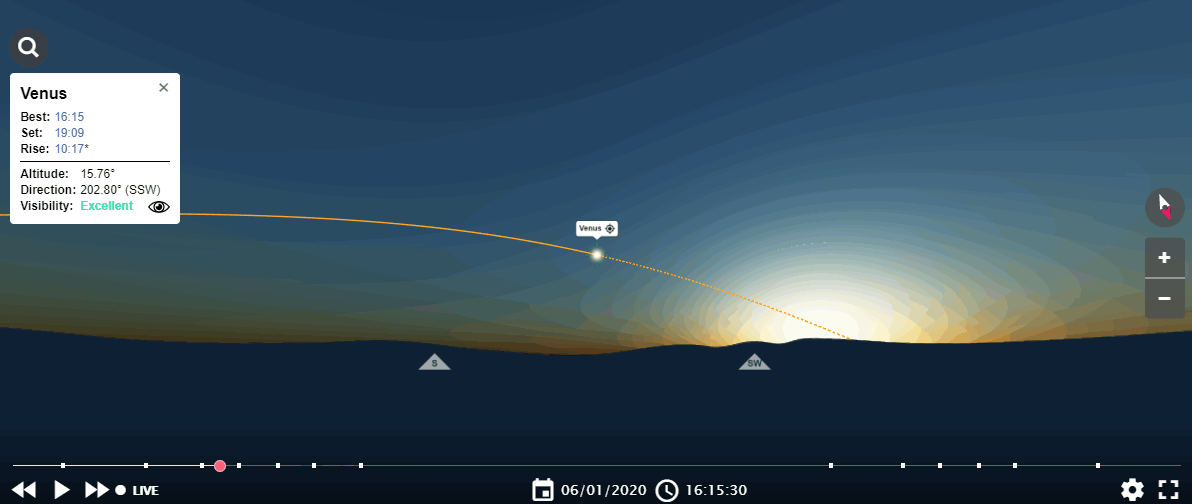 Venus
Best: 16:15
Set: 19:09
Rise: 10:17*
Altitude: 15.76°
Direction: 202.80° (SSW)
Visibility: Excellent
Venus
S
SW
LIVE
06/01/2020
16:15:30